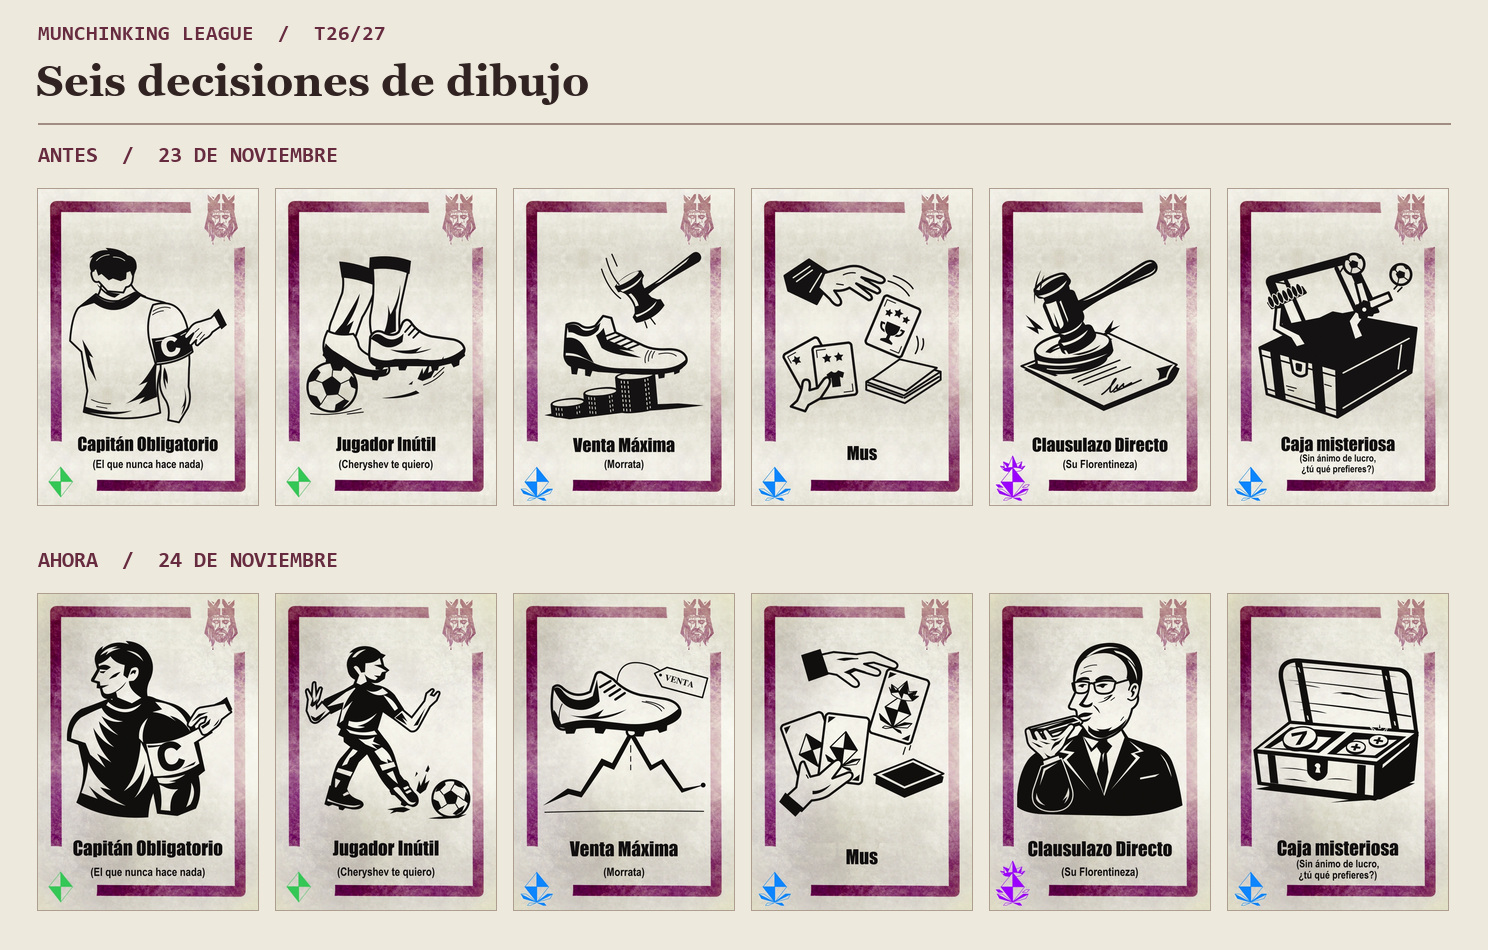 MUNCHINKING LEAGUE / T26/27
Seis decisiones de dibujo
ANTES / 23 DE NOVIEMBRE
C
Capitán Obligatorio
(El que nunca hace nada)
Jugador Inútil
(Cheryshev te quiero)
Venta Máxima
(Morrata)
Mus
Clausulazo Directo
(Su Florentineza)
Caja misteriosa
(Sin ánimo de lucro,
¿tú qué prefieres?)
AHORA / 24 DE NOVIEMBRE
C
Capitán Obligatorio
(El que nunca hace nada)
Jugador Inútil
(Cheryshev te quiero)
VENTA
Venta Máxima
(Morrata)
Mus
Clausulazo Directo
(Su Florentineza)
Caja misteriosa
(Sin ánimo de lucro,
¿tú qué prefieres?)